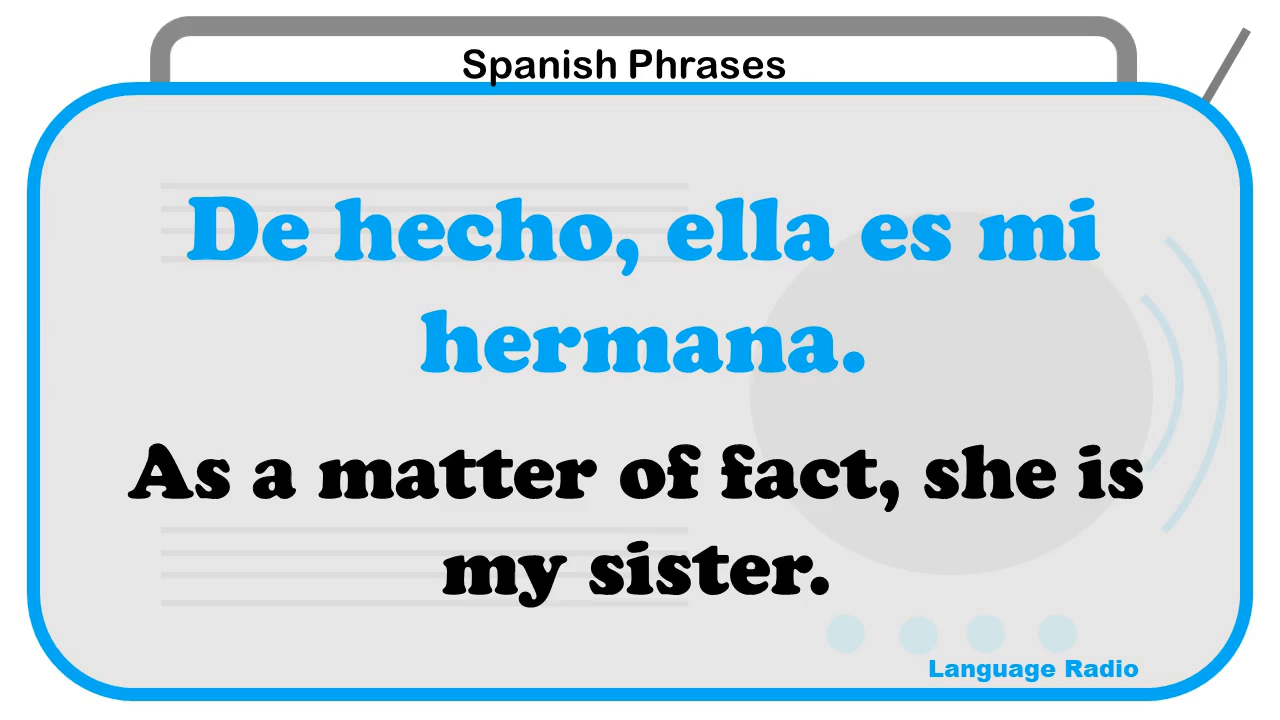 Spanish Phrases
De hecho, ella es mi
hermana.
As a matter of fact, she is
my sister.
Language Radio